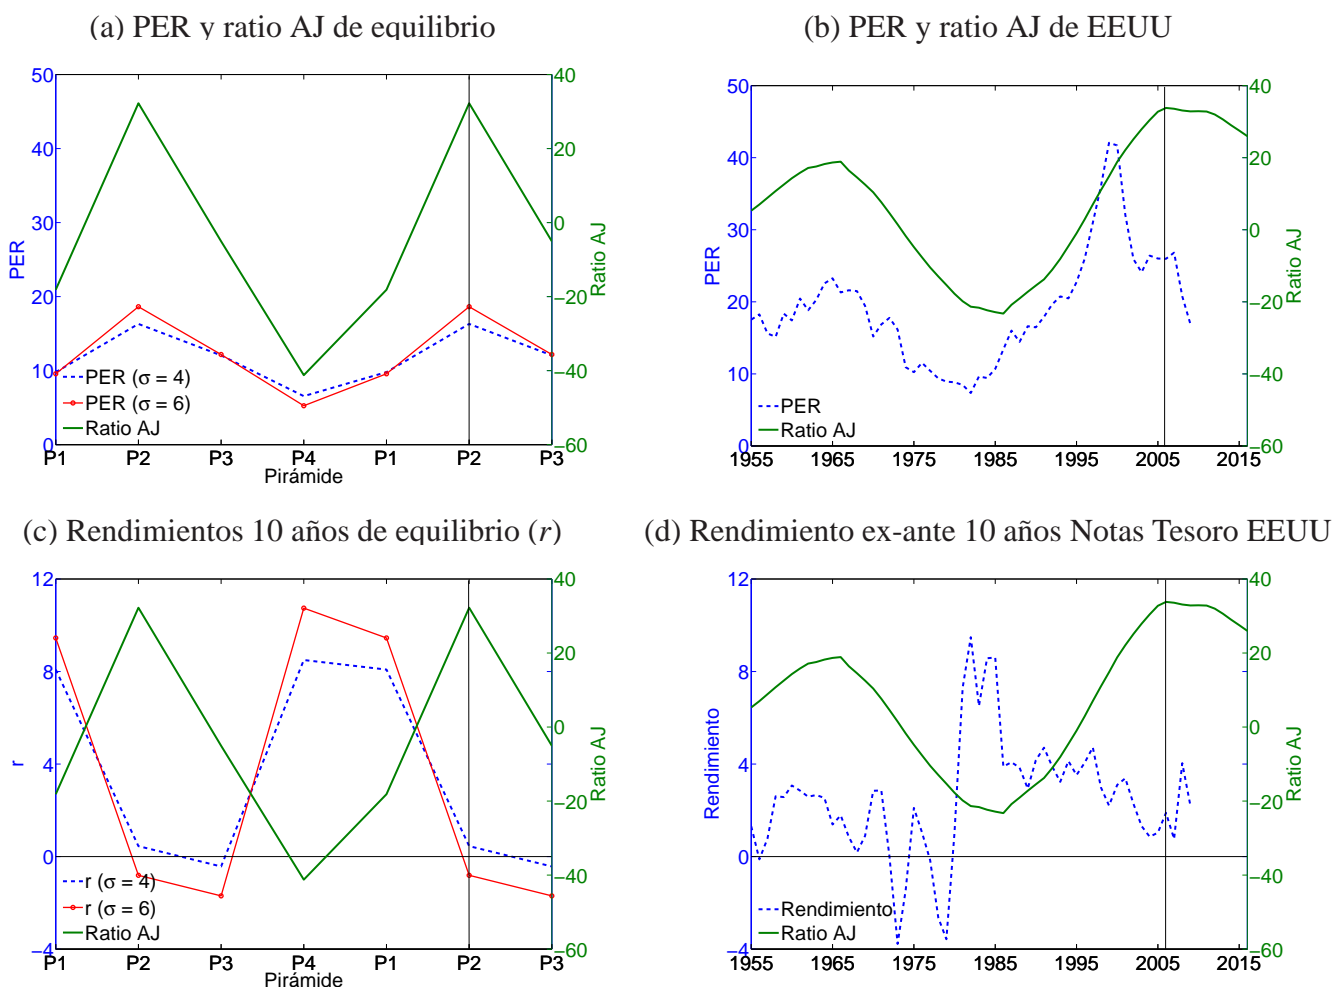 (a) PER y ratio AJ de equilibrio
50
40
30
20
10
0
PER
40
20
0
−20
−40
−60
Ratio AJ
PER (σ = 4)
PER (σ = 6)
Ratio AJ
P1 P2 P3 P4 P1 P2 P3
Pirámide
(b) PER y ratio AJ de EEUU
50
40
30
20
10
0
PER
40
20
0
−20
−40
−60
Ratio AJ
PER
Ratio AJ
1955 1965 1975 1985 1995 2005 2015
(c) Rendimientos 10 años de equilibrio (r)
12
8
4
0
−4
r
40
20
0
−20
−40
−60
Ratio AJ
r (σ = 4)
r (σ = 6)
Ratio AJ
P1 P2 P3 P4 P1 P2 P3
Pirámide
(d) Rendimiento ex-ante 10 años Notas Tesoro EEUU
12
8
4
0
−4
Rendimiento
40
20
0
−20
−40
−60
Ratio AJ
Rendimiento
Ratio AJ
1955 1965 1975 1985 1995 2005 2015